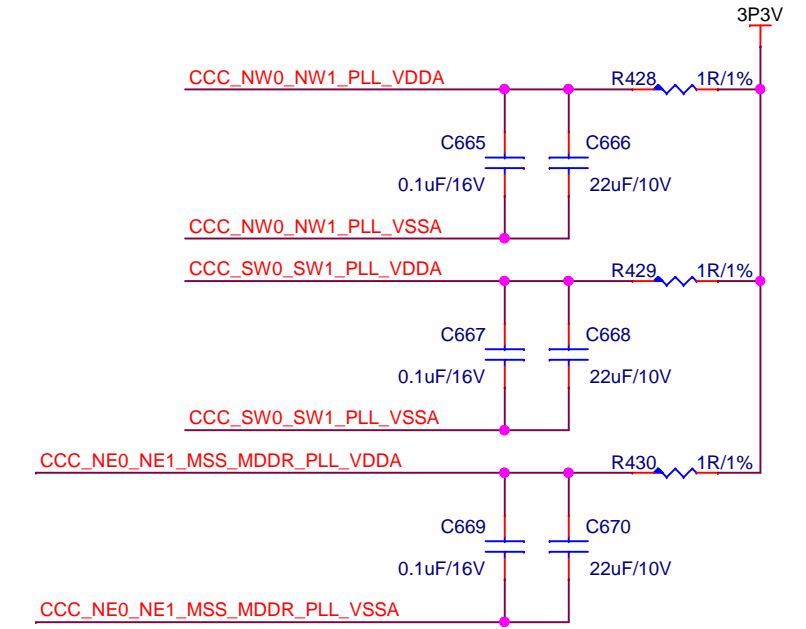 3P3V
CCC_NW0_NW1_PLL_VDDA R428 1R/1%
C665 C666
0.1uF/16V 22uF/10V
CCC_NW0_NW1_PLL_VSSA
CCC_SW0_SW1_PLL_VDDA R429 1R/1%
C667 C668
0.1uF/16V 22uF/10V
CCC_SW0_SW1_PLL_VSSA
CCC_NE0_NE1_MSS_MDDR_PLL_VDDA R430 1R/1%
C669 C670
0.1uF/16V 22uF/10V
CCC_NE0_NE1_MSS_MDDR_PLL_VSSA